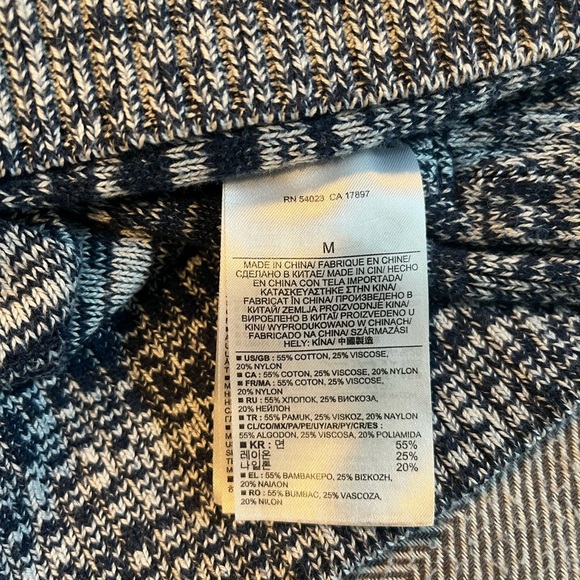 RN 54023 CA 17897
M
MADE IN CHINA/ FABRIQUE EN CHINE/
СДЕЛАНО В КИТАЕ/ MADE IN CIN/ HECHO
EN CHINA CON TELA IMPORTADA/
ΚΑΤΑΣΚΕΥΑΣΤΗΚΕ ΣΤΗΝ ΚΙΝΑ/
FABRICAT ÎN CHINA/ ПРОИЗВЕДЕНО В
КИТАЙ/ ZEMLJA PROIZVODNJE KINA/
ВИРОБЛЕНО В КИТАЇ/ PROIZVEDENO U
KINI/ WYPRODUKOWANO W CHINACH/
FABRICADO NA CHINA/ SZÁRMAZÁSI
HELY: KÍNA/ 中國製造
■ US/GB : 55% COTTON, 25% VISCOSE,
20% NYLON
■ CA : 55% COTON, 25% VISCOSE, 20% NYLON
■ FR/MA : 55% COTON, 25% VISCOSE,
20% NYLON
■ RU : 55% ХЛОПОК, 25% ВИСКОЗА,
20% НЕЙЛОН
■ TR : 55% PAMUK, 25% VISKOZ, 20% NAYLON
■ CL/CO/MX/PA/PE/UY/AR/PY/CR/ES :
55% ALGODON, 25% VISCOSA, 20% POLIAMIDA
■ KR : 면 55%
레이온 25%
나일론 20%
■ EL : 55% ΒΑΜΒΑΚΕΡΟ, 25% ΒΙΣΚΟΖΗ,
20% ΝΑΙΛΟΝ
■ RO : 55% BUMBAC, 25% VASCOZA,
20% NILON